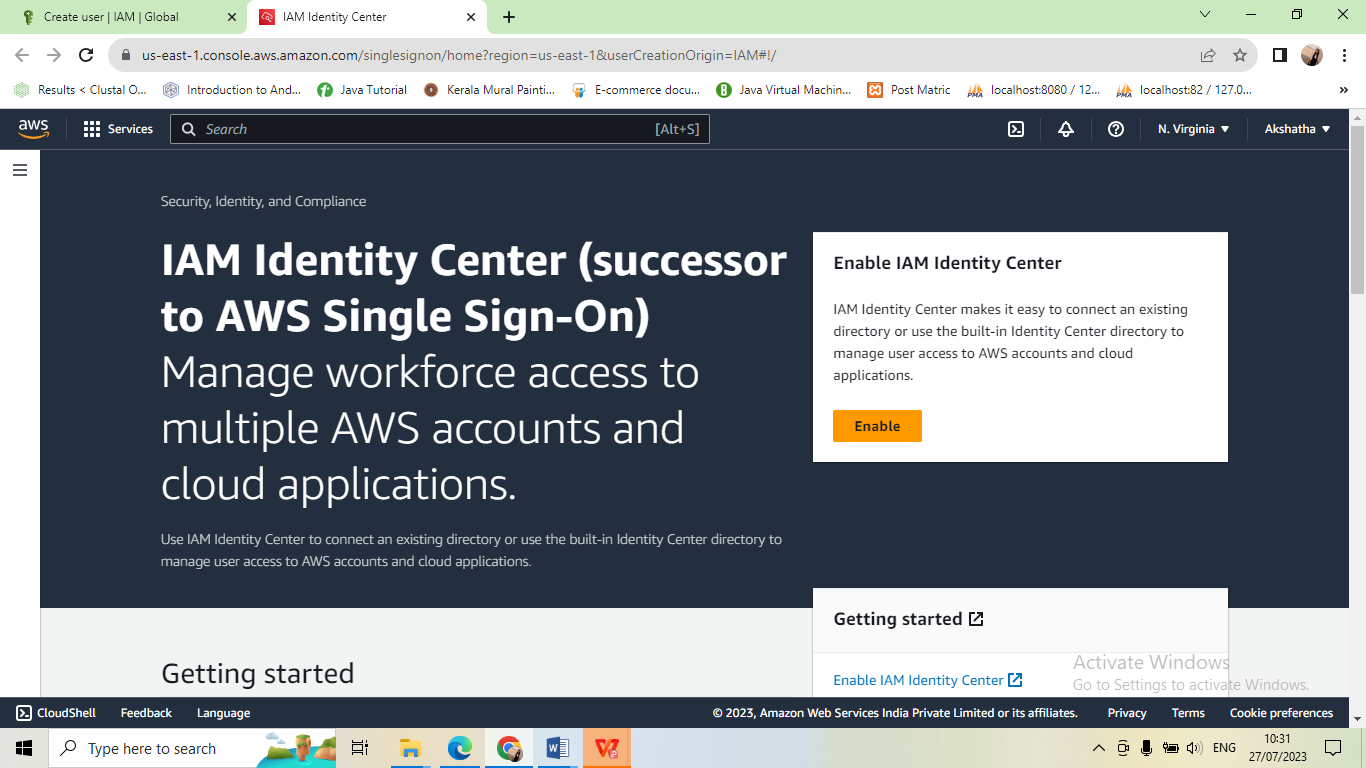 Create user | IAM | Global
IAM Identity Center
us-east-1.console.aws.amazon.com/singlesignon/home?region=us-east-1&userCreationOrigin=IAM#!/
Results < Clustal O...
Introduction to And...
Java Tutorial
Kerala Mural Painti...
E-commerce docu...
Java Virtual Machin...
Post Matric
localhost:8080 / 12...
localhost:82 / 127.0...
»
aws
Services
Search
[Alt+S]
N. Virginia
Akshatha
Security, Identity, and Compliance
IAM Identity Center (successor
to AWS Single Sign-On)
Manage workforce access to
multiple AWS accounts and
cloud applications.
Use IAM Identity Center to connect an existing directory or use the built-in Identity Center directory to
manage user access to AWS accounts and cloud applications.
Enable IAM Identity Center
IAM Identity Center makes it easy to connect an existing
directory or use the built-in Identity Center directory to
manage user access to AWS accounts and cloud
applications.
Enable
Getting started
Enable IAM Identity Center
Getting started
Activate Windows
Go to Settings to activate Windows.
CloudShell
Feedback
Language
© 2023, Amazon Web Services India Private Limited or its affiliates.
Privacy
Terms
Cookie preferences
Type here to search
ENG
10:31
27/07/2023